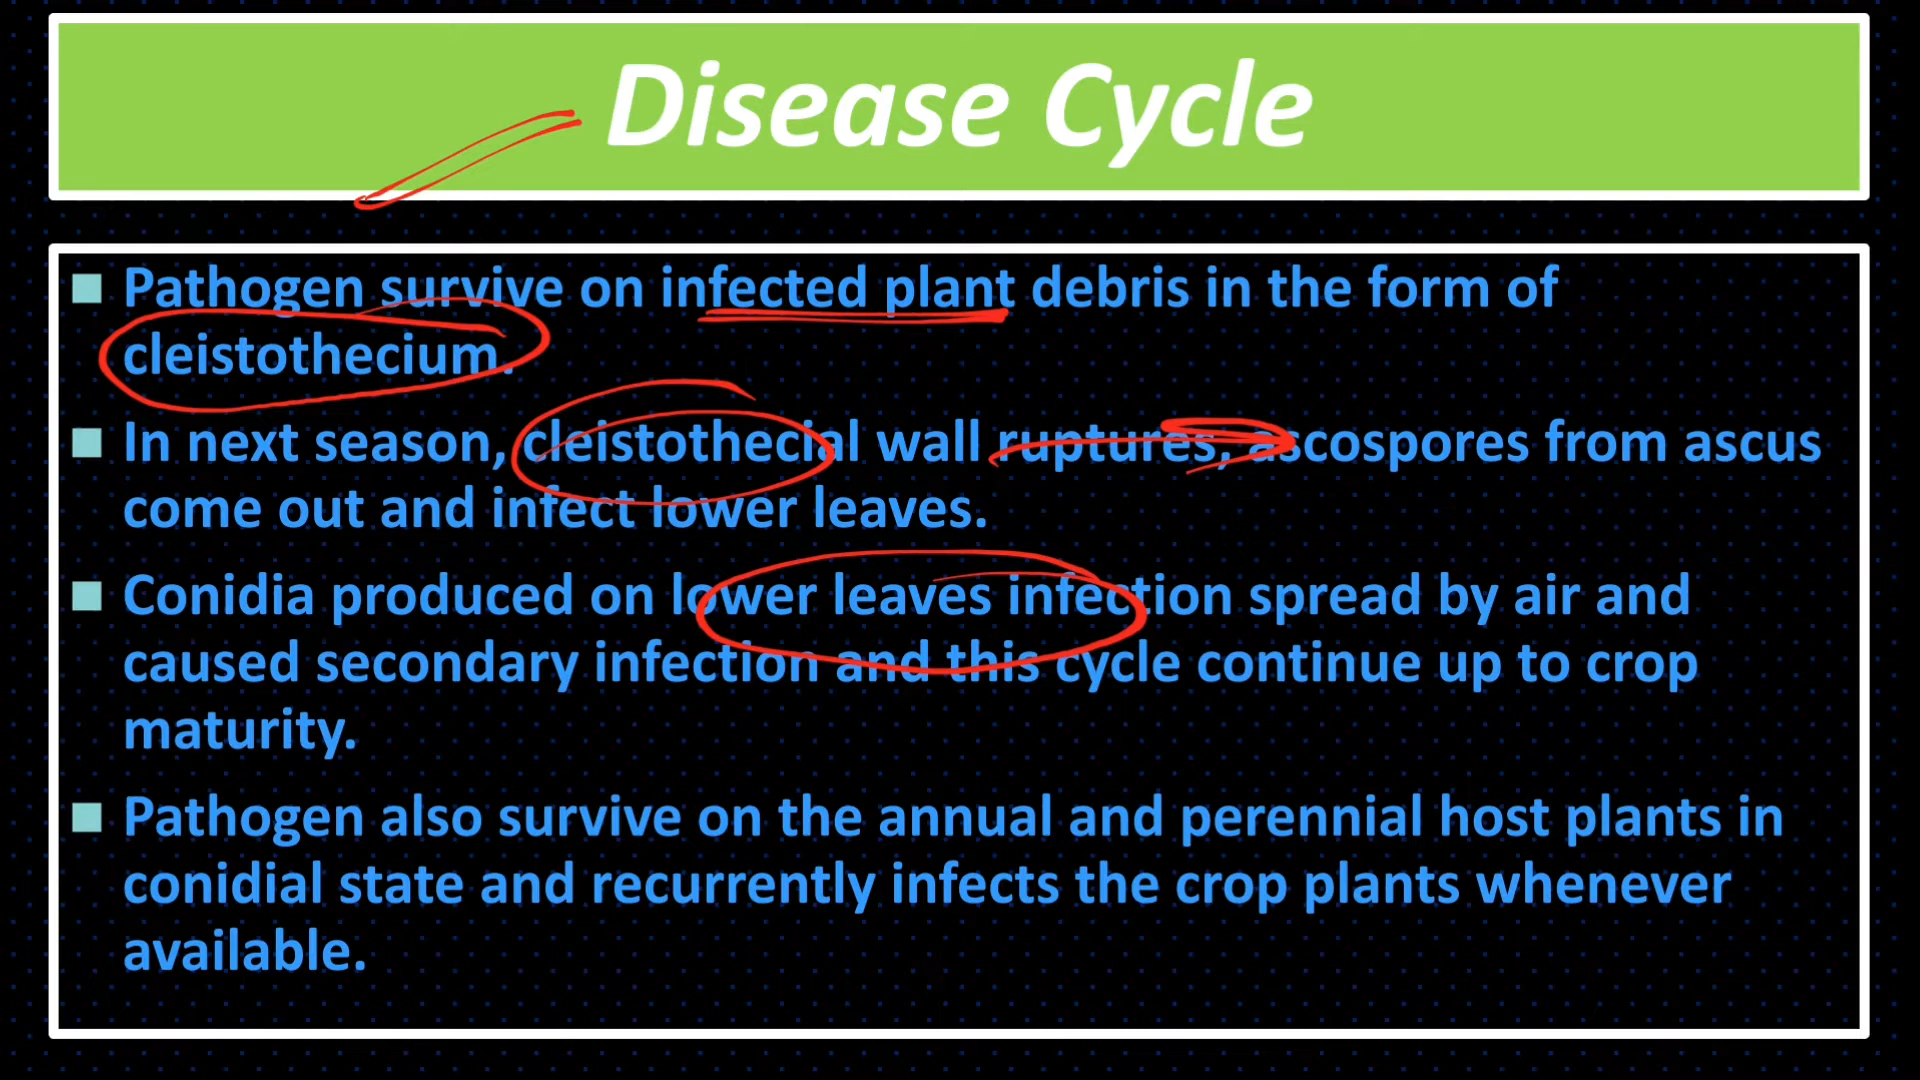 Disease Cycle
Pathogen survive on infected plant debris in the form of
cleistothecium.
In next season, cleistothecial wall ruptures, ascospores from ascus
come out and infect lower leaves.
Conidia produced on lower leaves infection spread by air and
caused secondary infection and this cycle continue up to crop
maturity.
Pathogen also survive on the annual and perennial host plants in
conidial state and recurrently infects the crop plants whenever
available.